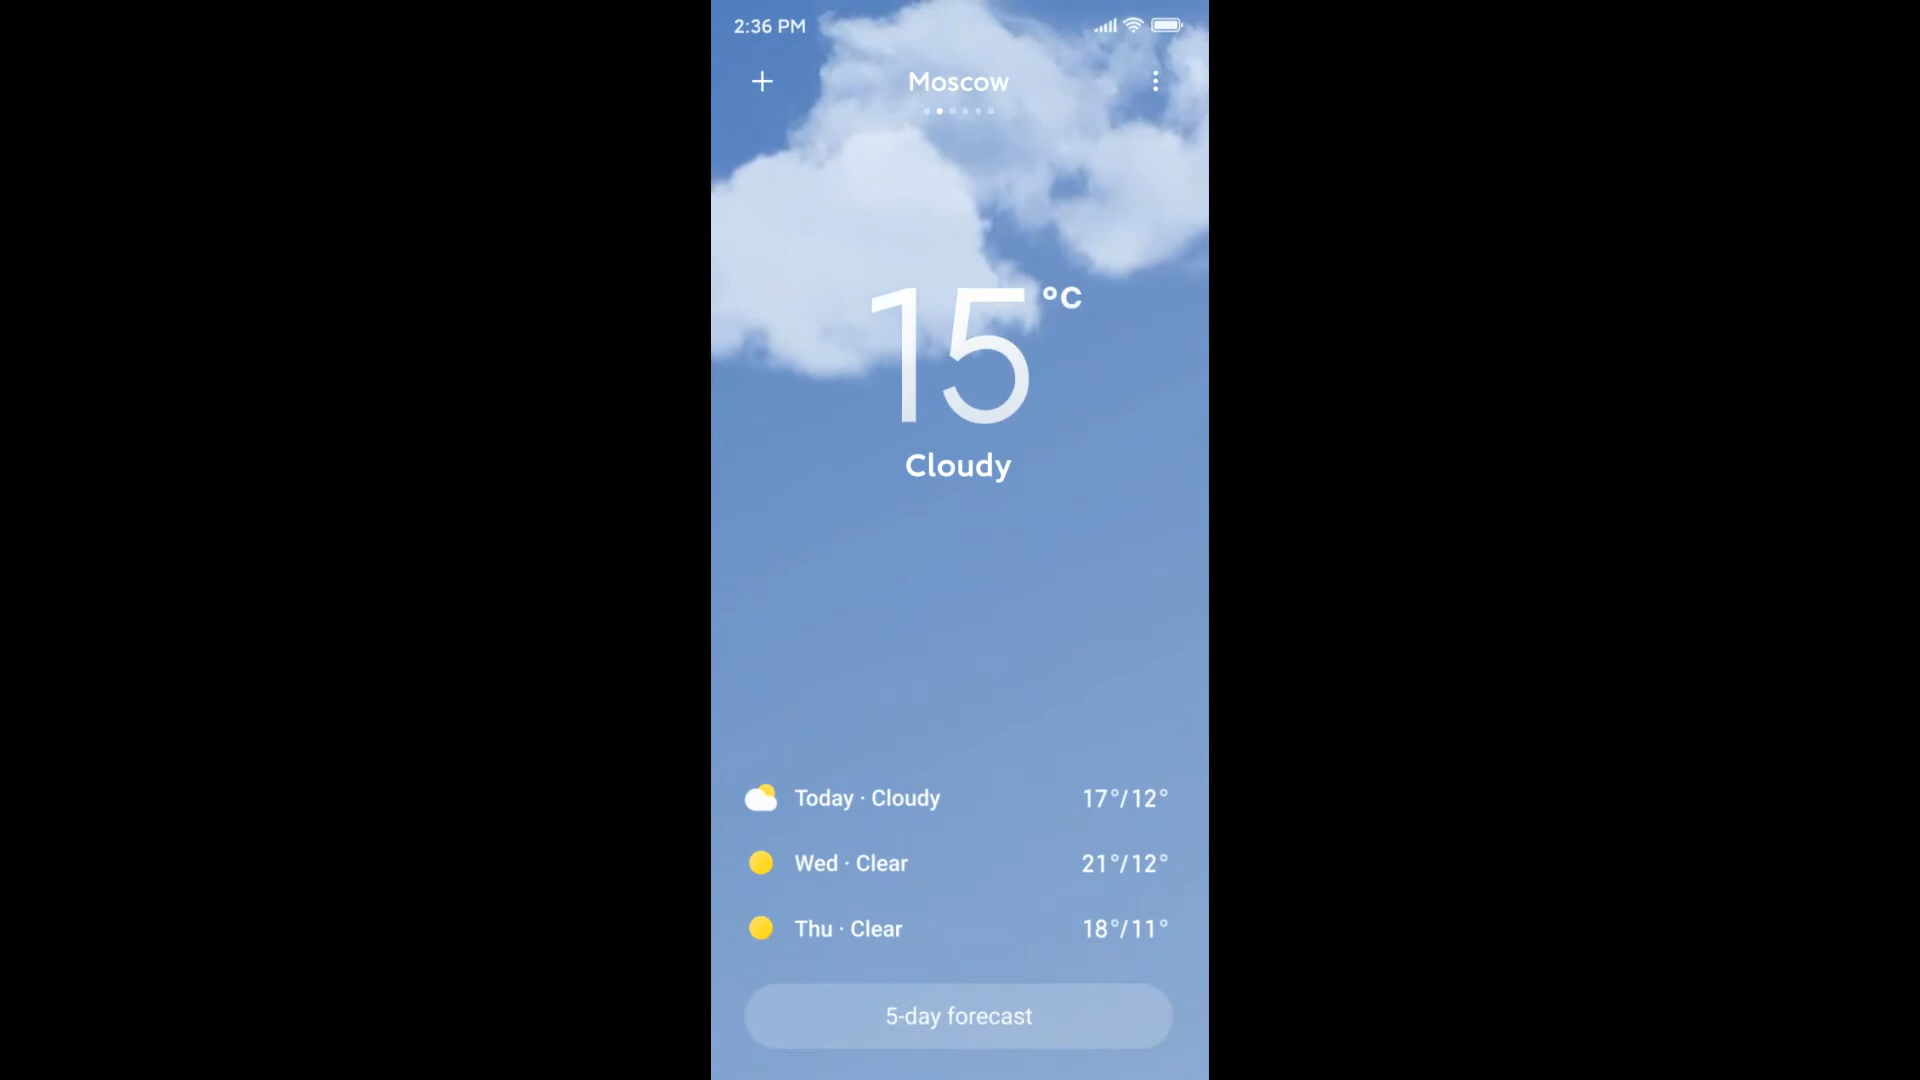 2:36 PM
Moscow
15 °C
Cloudy
Today · Cloudy 17°/12°
Wed · Clear 21°/12°
Thu · Clear 18°/11°
5-day forecast